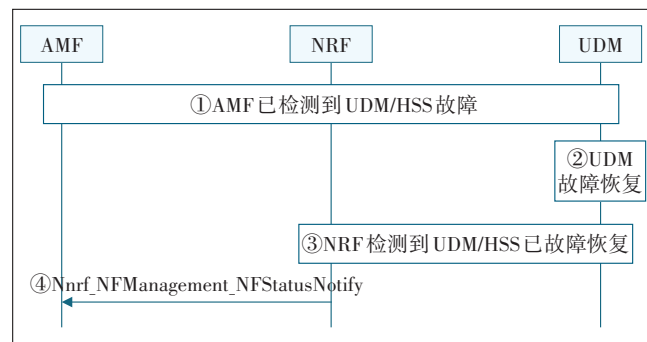 AMF
NRF
UDM
①AMF已检测到UDM/HSS故障
②UDM
故障恢复
③NRF检测到UDM/HSS已故障恢复
④Nnrf_NFManagement_NFStatusNotify